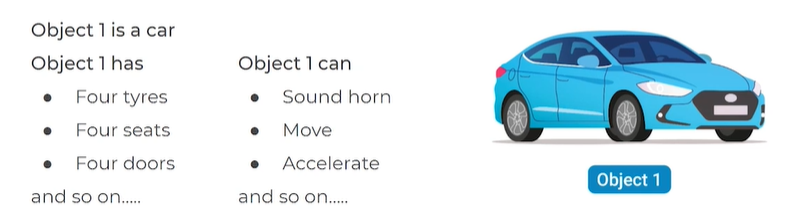 Object 1 is a car
Object 1 has
• Four tyres
• Four seats
• Four doors
and so on.....
Object 1 can
• Sound horn
• Move
• Accelerate
and so on.....
Object 1